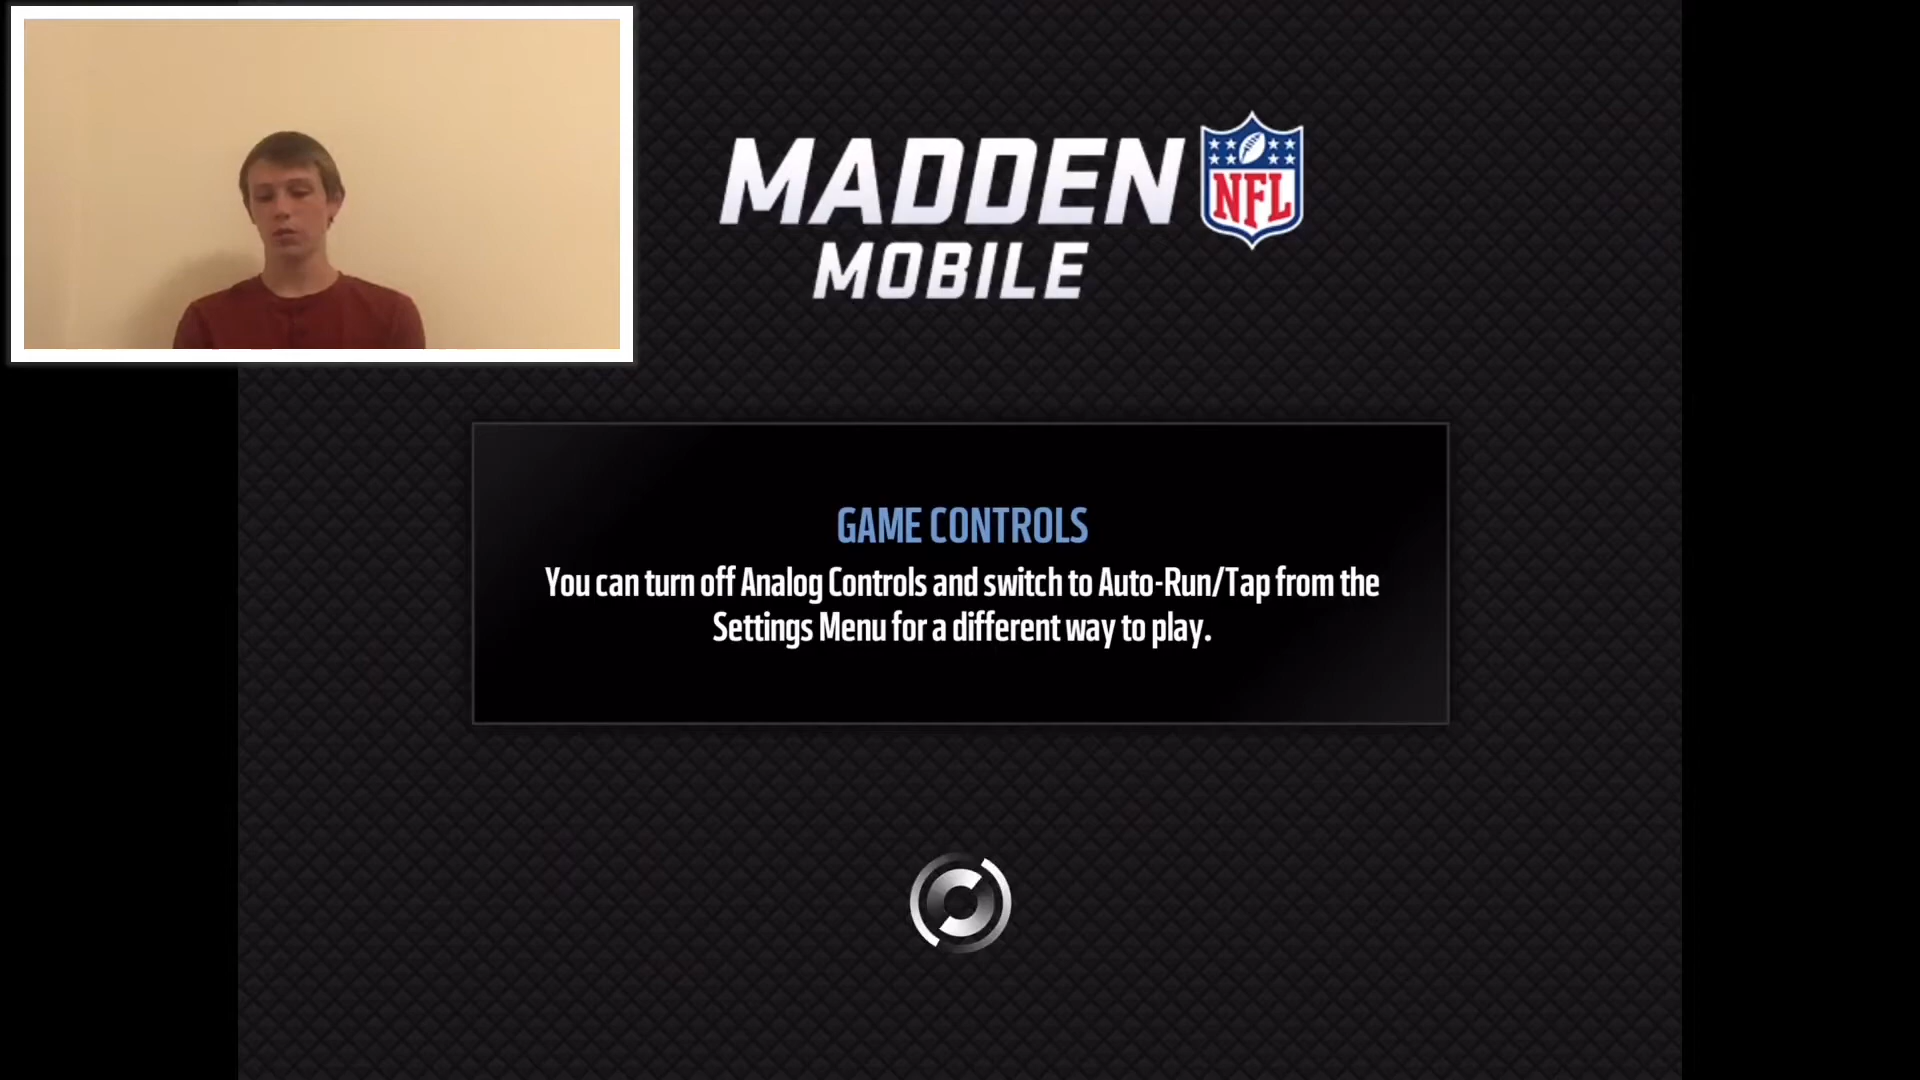 MADDEN
NFL
MOBILE
GAME CONTROLS
You can turn off Analog Controls and switch to Auto-Run/Tap from the
Settings Menu for a different way to play.